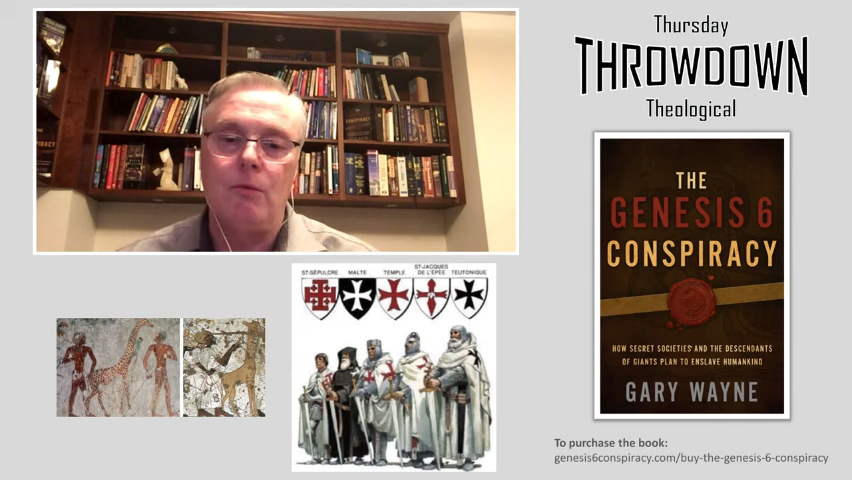 Thursday
THROWDOWN
Theological
THE
GENESIS 6
CONSPIRACY
HOW SECRET SOCIETIES AND THE DESCENDANTS
OF GIANTS PLAN TO ENSLAVE HUMANKIND
GARY WAYNE
To purchase the book:
genesis6conspiracy.com/buy-the-genesis-6-conspiracy
ST-SÉPULCRE MALTE TEMPLE ST-JACQUES DE L'ÉPÉE TEUTONIQUE
CONSPIRACY